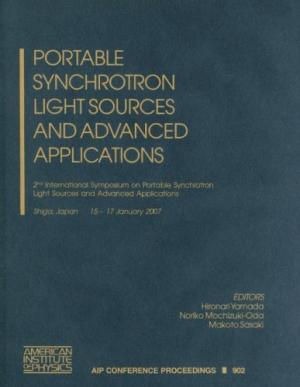 PORTABLE
SYNCHROTRON
LIGHT SOURCES
AND ADVANCED
APPLICATIONS
2nd International Symposium on Portable Synchrotron
Light Sources and Advanced Applications
Shiga, Japan 15 - 17 January 2007
EDITORS
Hironari Yamada
Noriko Mochizuki-Oda
Makoto Sasaki
AMERICAN
INSTITUTE
OF PHYSICS
AIP CONFERENCE PROCEEDINGS 902